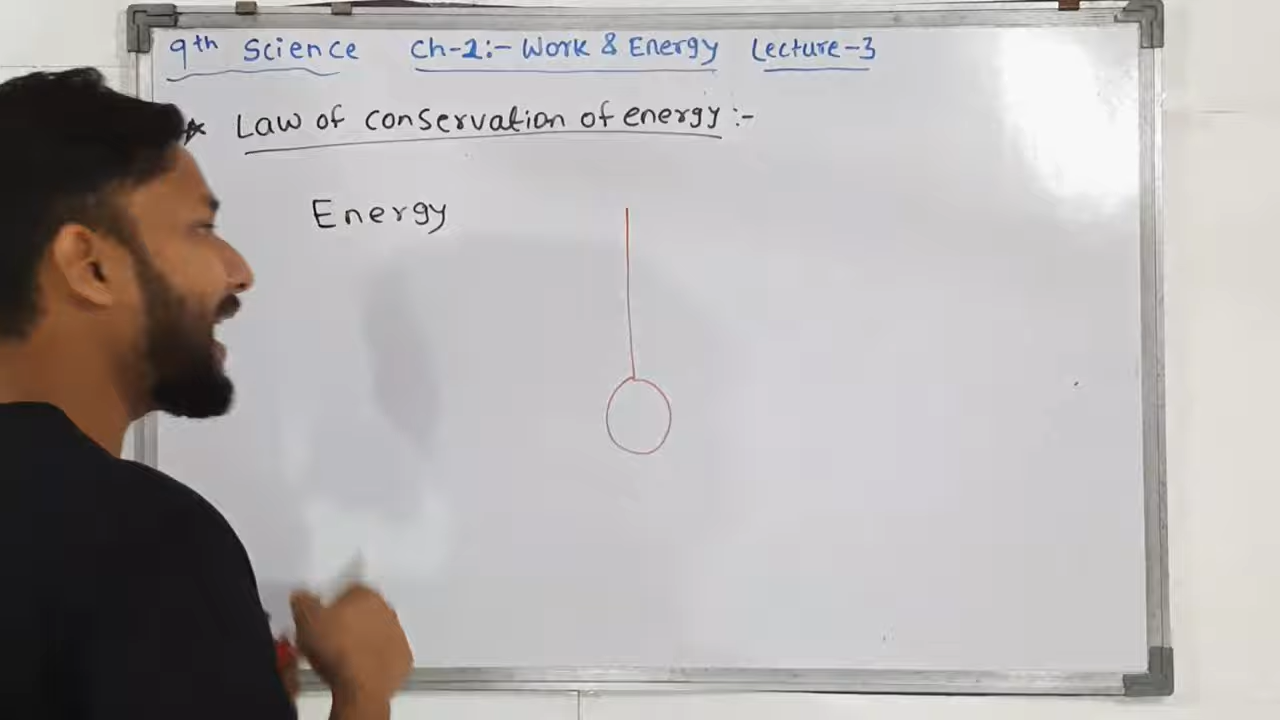 9th Science Ch-2:- Work & Energy Lecture-3
* Law of conservation of energy :-
Energy